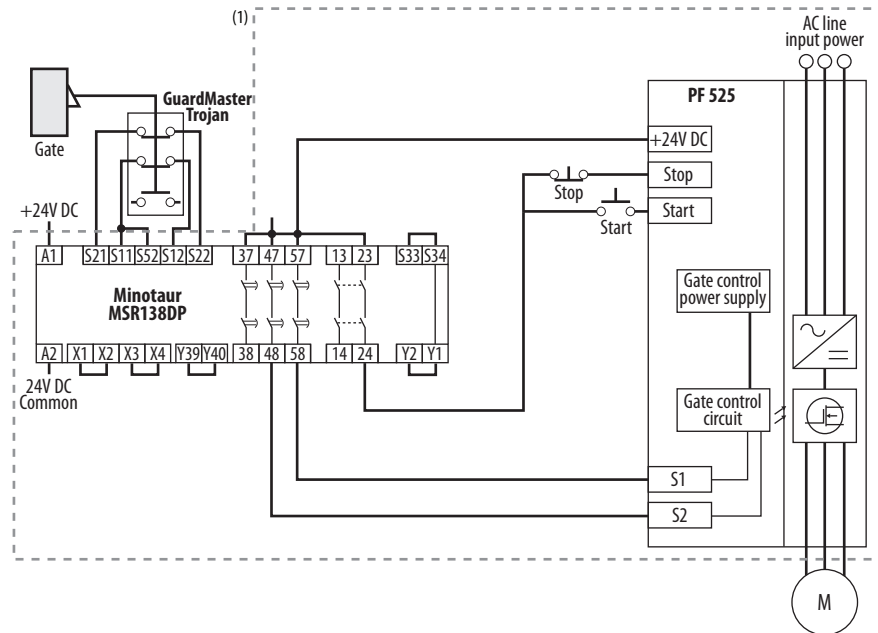 (1)
AC line
input power
GuardMaster
Trojan
PF 525
Gate
+24V DC
Stop
Stop
Start
Start
+24V DC
A1 S21 S11 S52 S12 S22 37 47 57 13 23 S33 S34
Minotaur
MSR138DP
Gate control
power supply
A2 X1 X2 X3 X4 Y39 Y40 38 48 58 14 24 Y2 Y1
24V DC
Common
Gate control
circuit
S1
S2
M